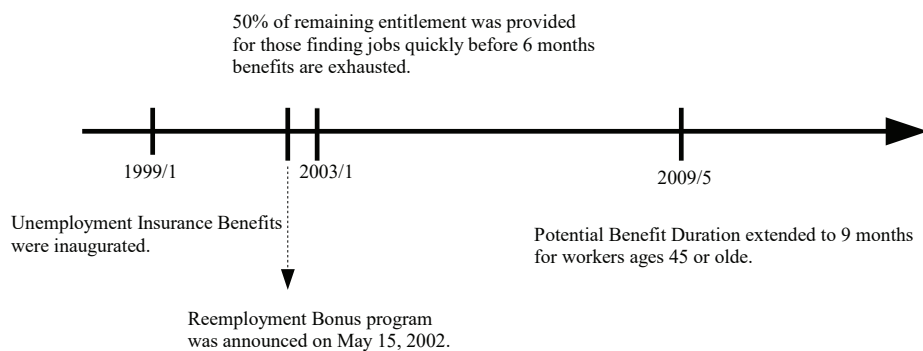 50% of remaining entitlement was provided
for those finding jobs quickly before 6 months
benefits are exhausted.
1999/1
2003/1
2009/5
Unemployment Insurance Benefits
were inaugurated.
Potential Benefit Duration extended to 9 months
for workers ages 45 or olde.
Reemployment Bonus program
was announced on May 15, 2002.